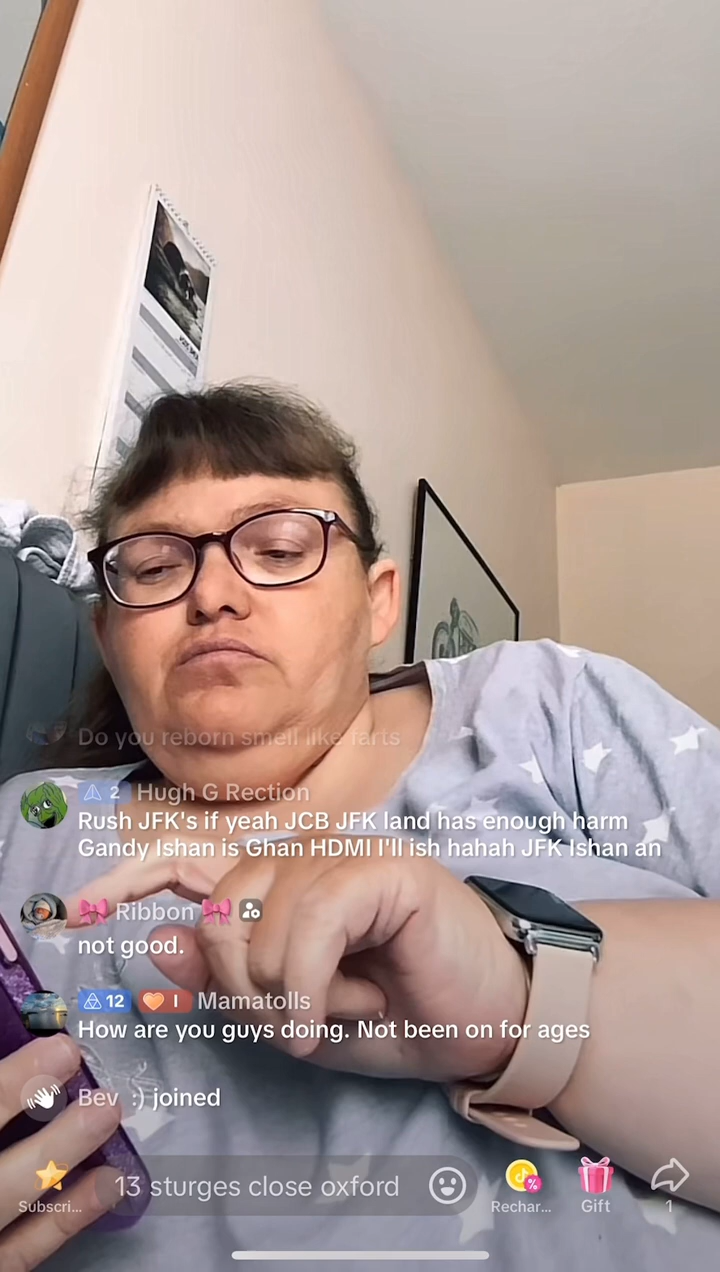 Do you reborn smell like farts
2 Hugh G Rection
Rush JFK's if yeah JCB JFK land has enough harm
Gandy Ishan is Ghan HDMI I'll ish hahah JFK Ishan an
🎀 Ribbon 🎀
not good.
12 I Mamatolls
How are you guys doing. Not been on for ages
Bev :) joined
13 sturges close oxford
Subscri... Rechar... Gift 1